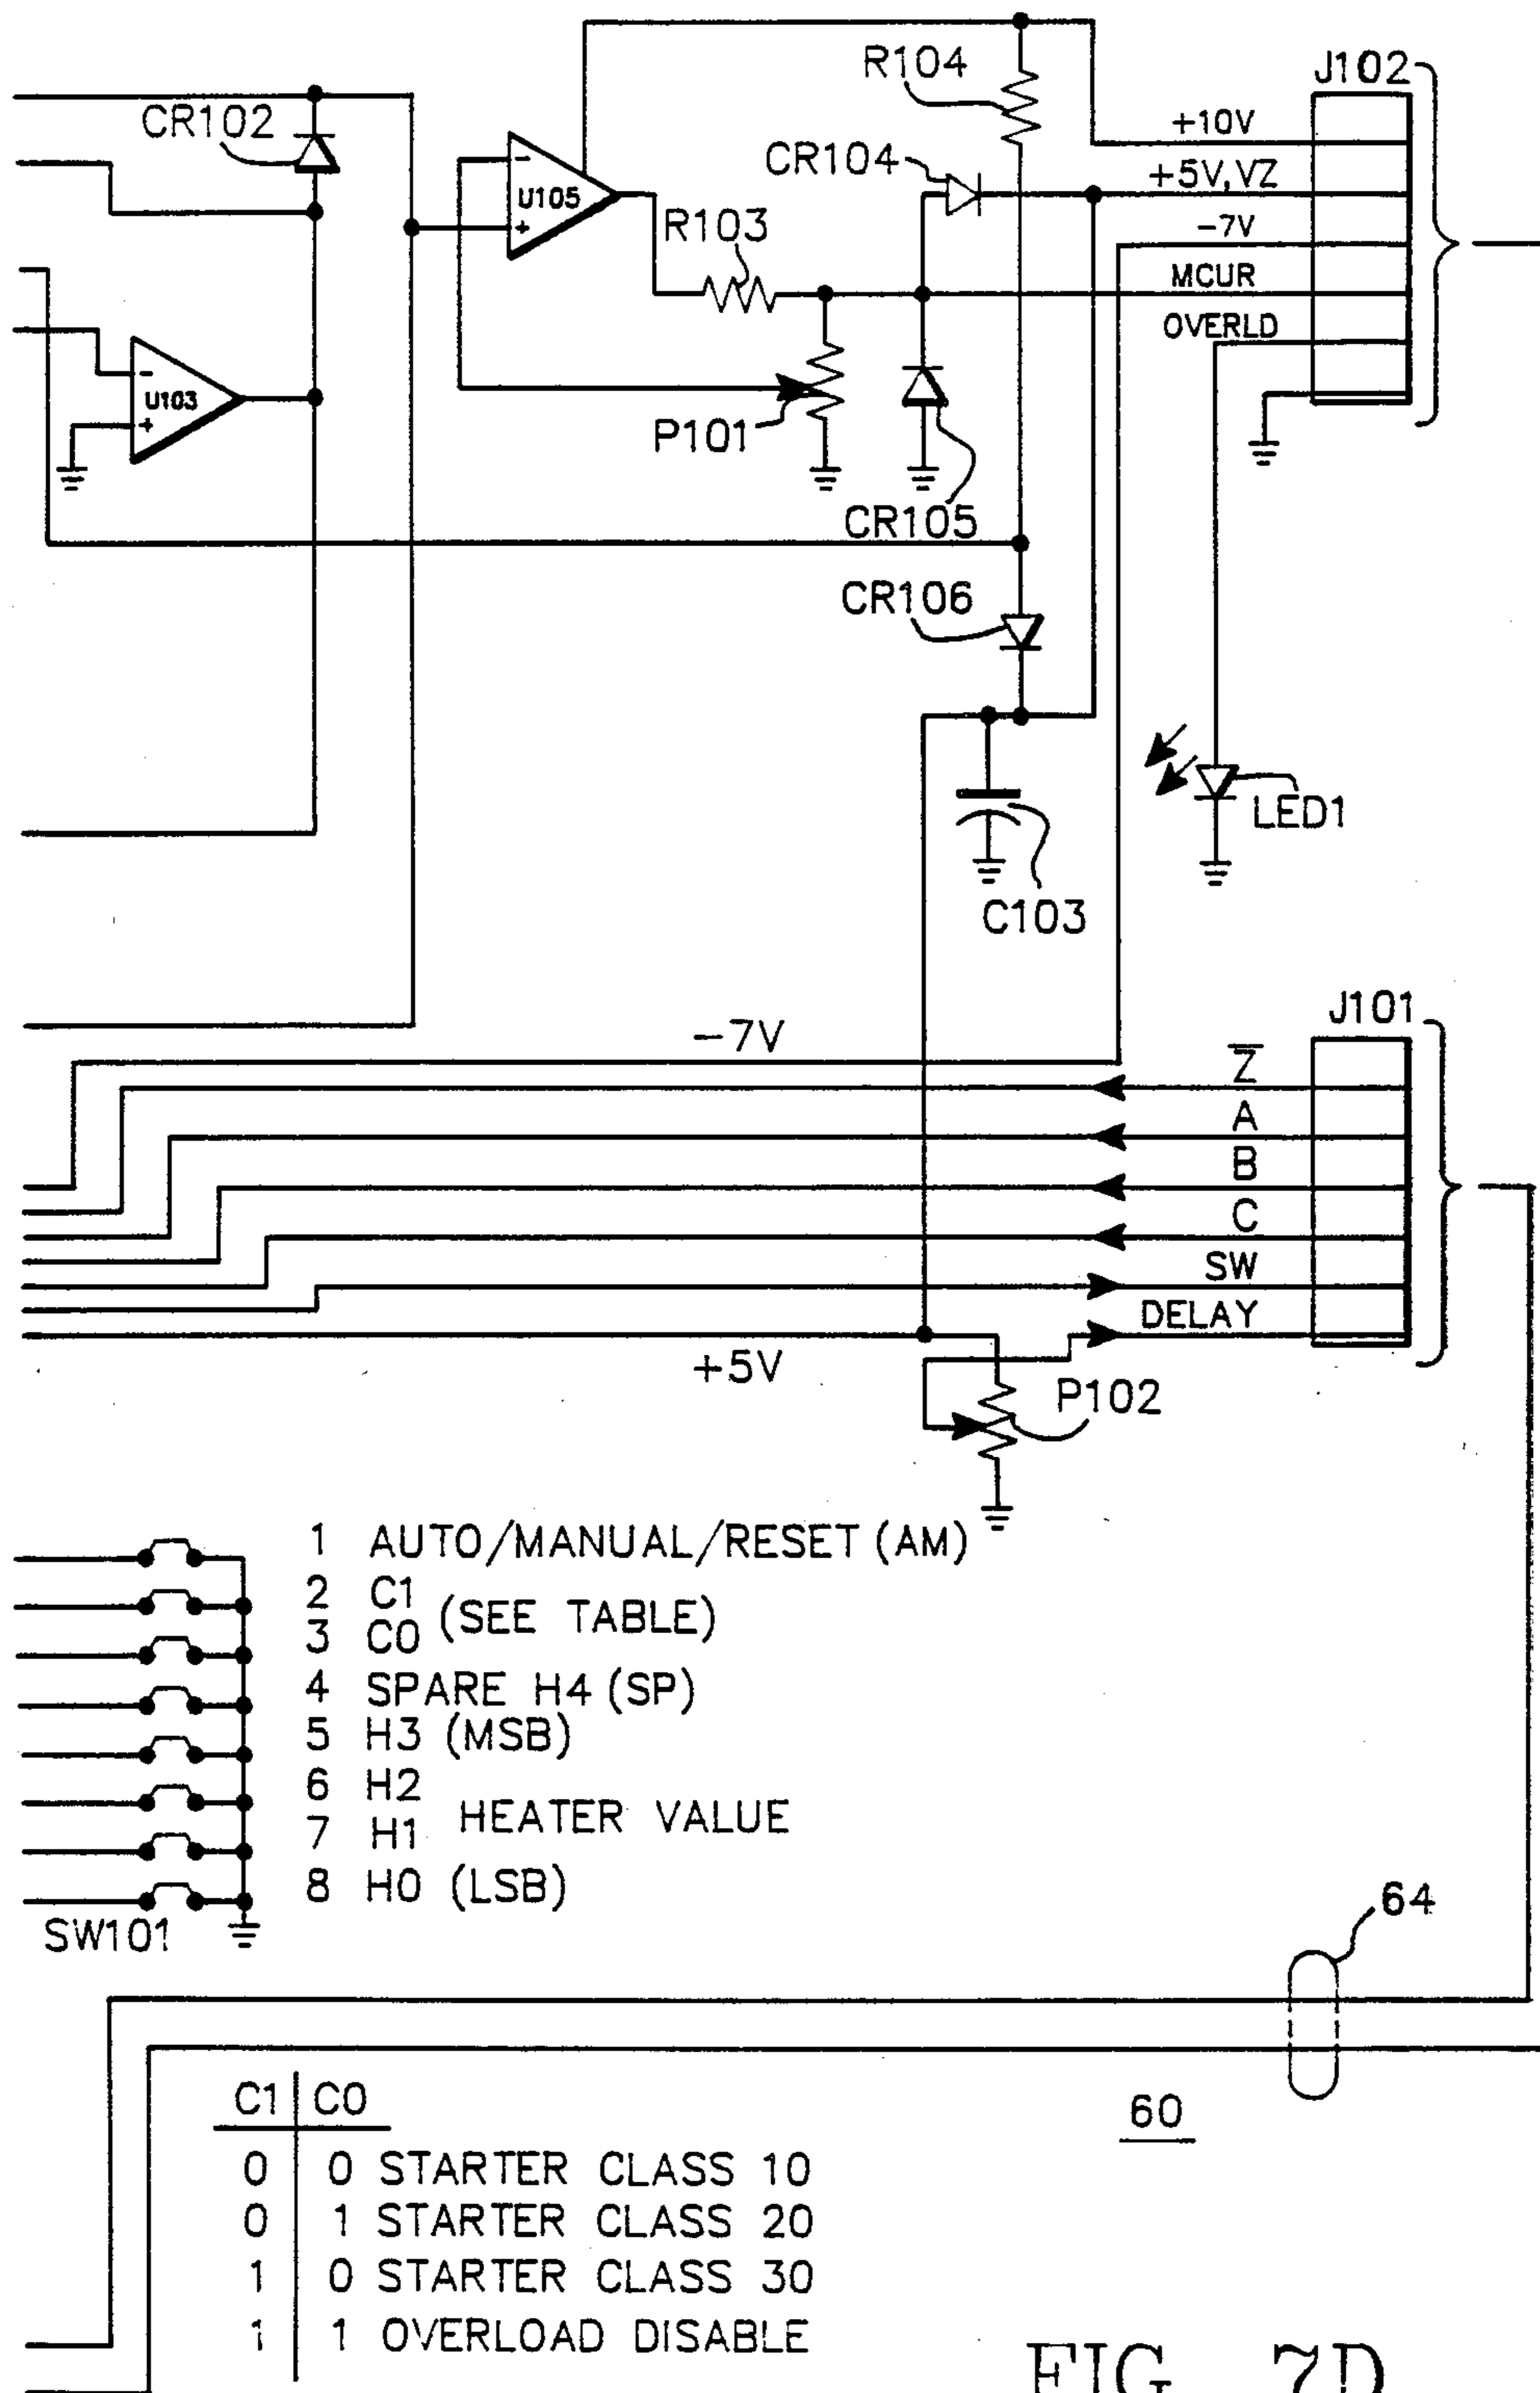 J102
R104
CR102
+10V
CR104
+5V,VZ
-
U105
+
R103
-7V
MCUR
OVERLD
-
U103
+
P101
CR105
CR106
LED1
C103
J101
-7V
Z̅
A
B
C
SW
DELAY
+5V
P102
1 AUTO/MANUAL/RESET (AM)
2 C1
(SEE TABLE)
3 C0
4 SPARE H4 (SP)
5 H3 (MSB)
6 H2
HEATER VALUE
7 H1
8 H0 (LSB)
SW101
64
C1 C0
60
0 0 STARTER CLASS 10
0 1 STARTER CLASS 20
1 0 STARTER CLASS 30
1 1 OVERLOAD DISABLE
FIG. 7D